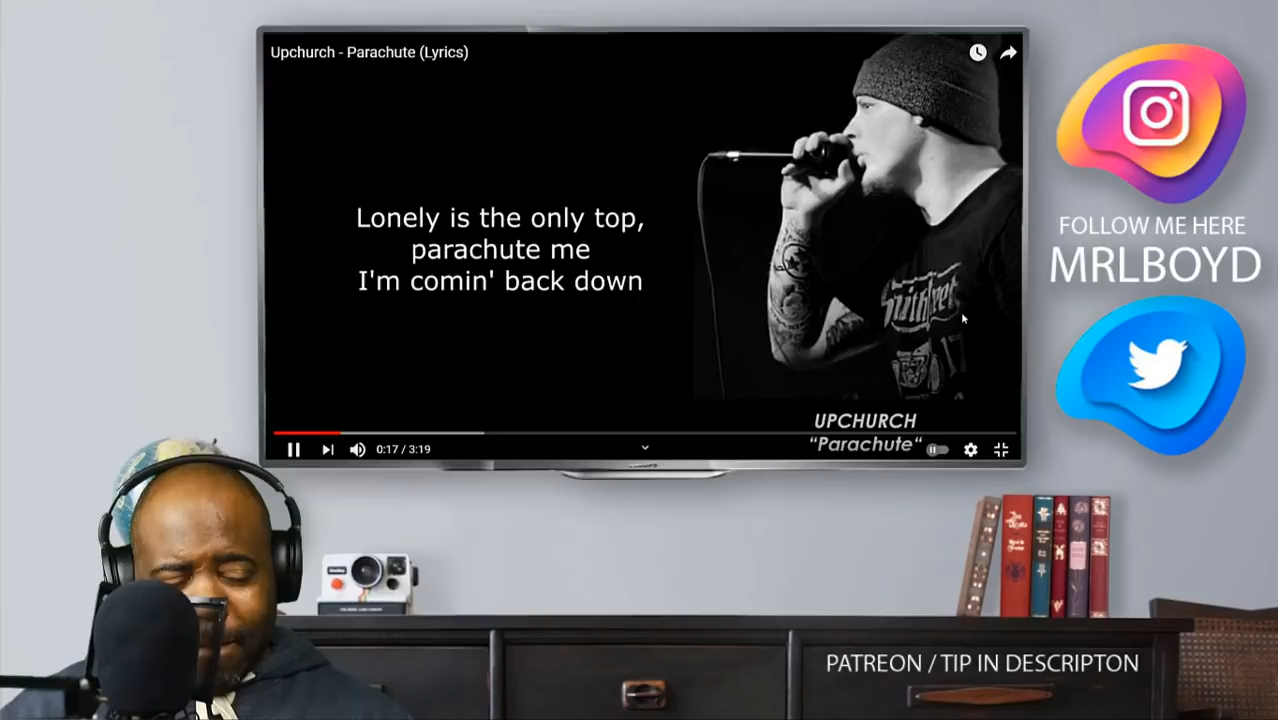 Upchurch - Parachute (Lyrics)
Lonely is the only top,
parachute me
I'm comin' back down
UPCHURCH
"Parachute"
0:17 / 3:19
FOLLOW ME HERE
MRLBOYD
PATREON / TIP IN DESCRIPTON